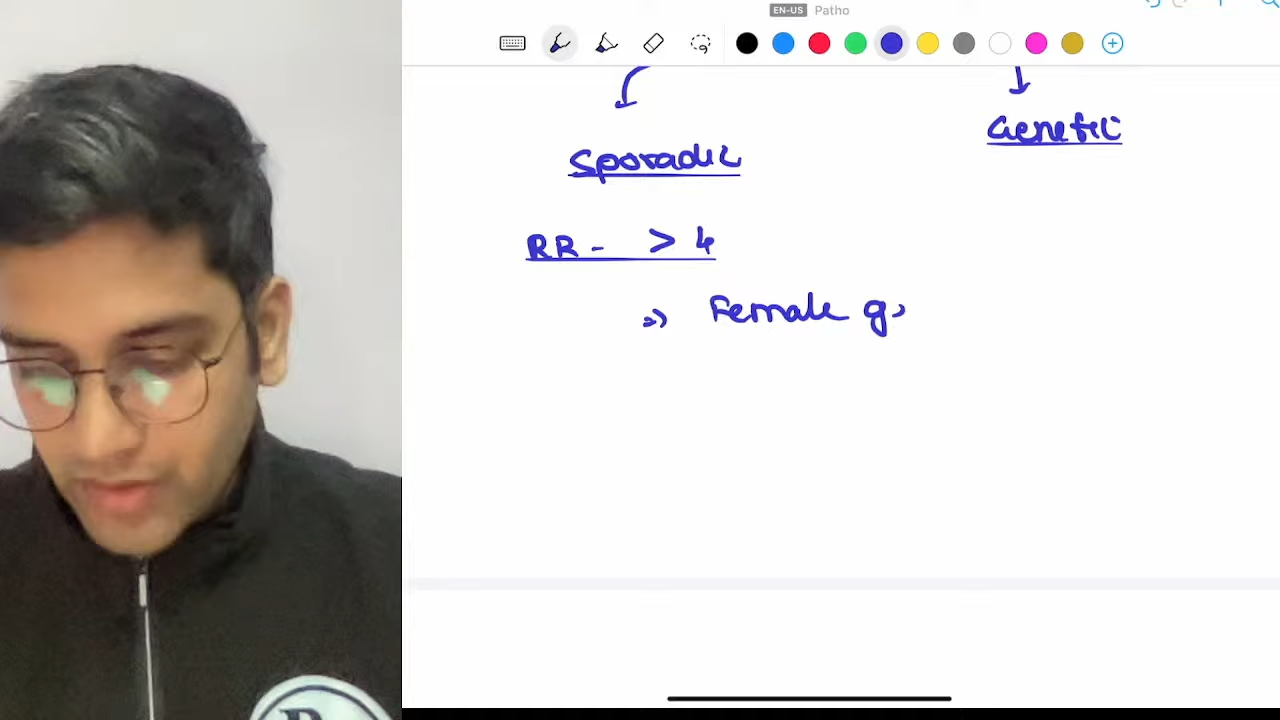 EN-US Patho
Genetic
Sporadic
RR - > 4
=> Female g